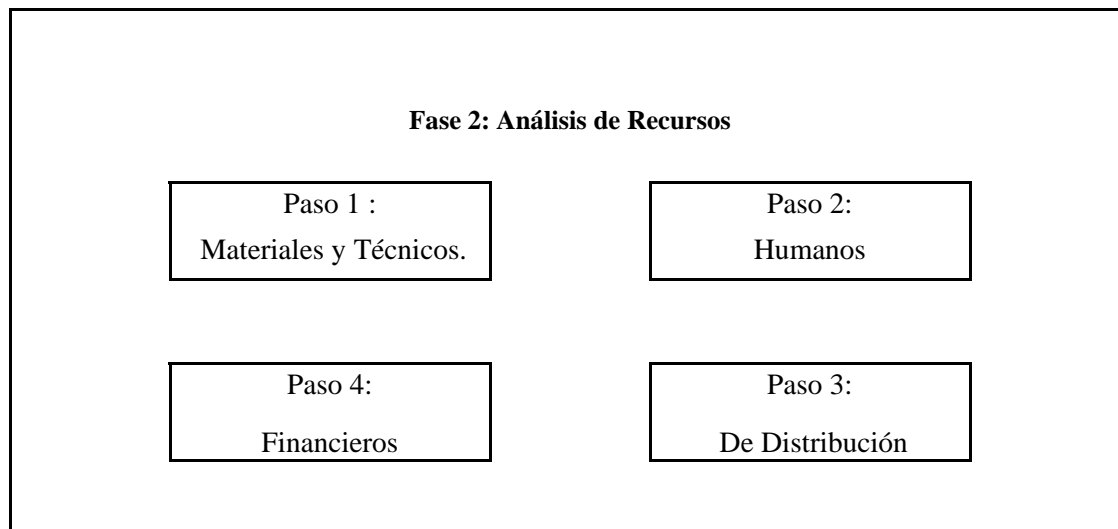 Fase 2: Análisis de Recursos
Paso 1 :
Materiales y Técnicos.
Paso 2:
Humanos
Paso 4:
Financieros
Paso 3:
De Distribución